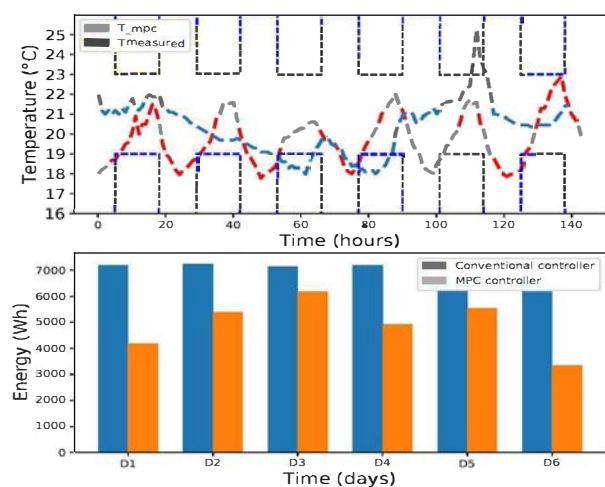 25
24
23
22
21
20
19
18
17
16
Temperature (°C)
T_mpc
Tmeasured
0 20 40 60 80 100 120 140
Time (hours)
7000
6000
5000
4000
3000
2000
1000
0
Energy (Wh)
Conventional controller
MPC controller
D1 D2 D3 D4 D5 D6
Time (days)